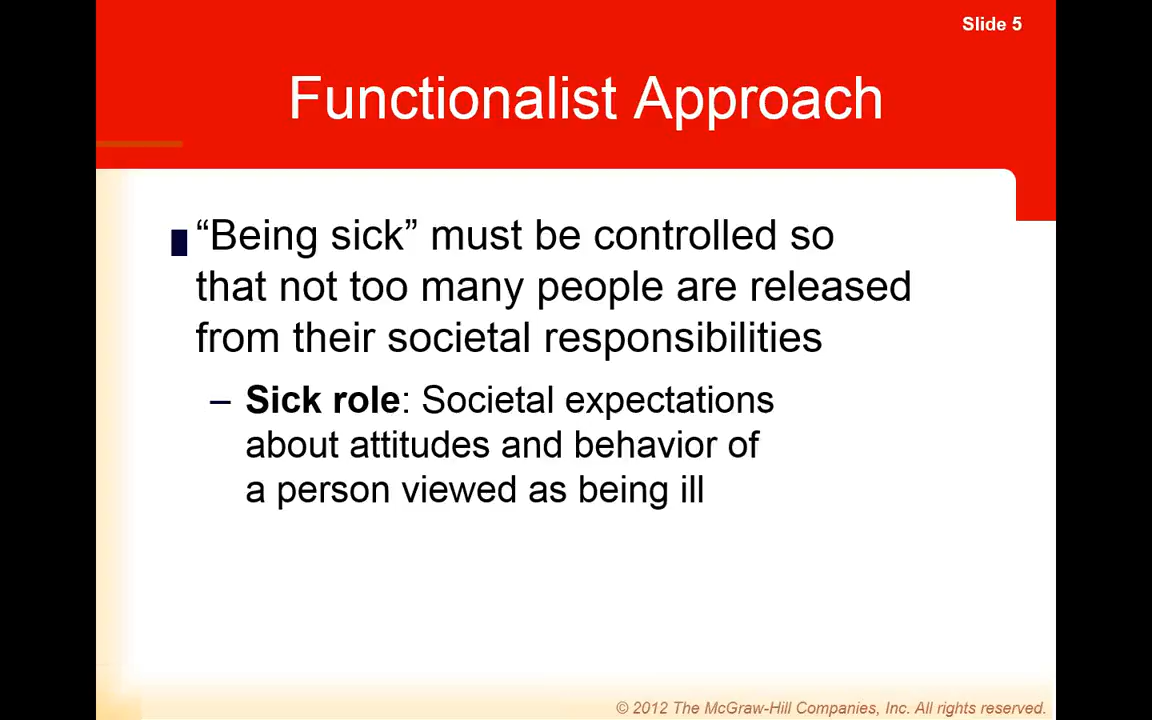 Slide 5
Functionalist Approach
“Being sick” must be controlled so
that not too many people are released
from their societal responsibilities
– Sick role: Societal expectations
about attitudes and behavior of
a person viewed as being ill
© 2012 The McGraw-Hill Companies, Inc. All rights reserved.